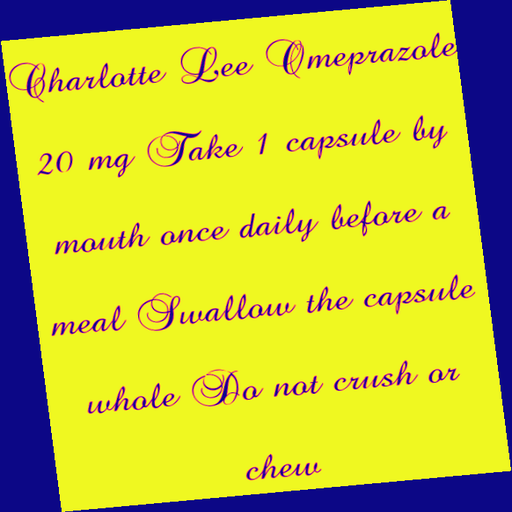 Charlotte Lee Omeprazole
20 mg Take 1 capsule by
mouth once daily before a
meal Swallow the capsule
whole Do not crush or
chew